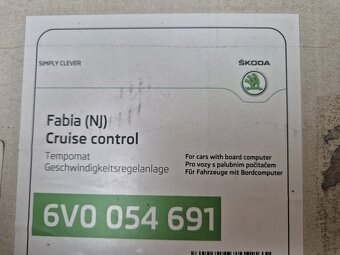 SIMPLY CLEVER
ŠKODA
Fabia (NJ)
Cruise control
Tempomat
Geschwindigkeitsregelanlage
For cars with board computer
Pro vozy s palubním počítačem
Für Fahrzeuge mit Bordcomputer
6V0 054 691